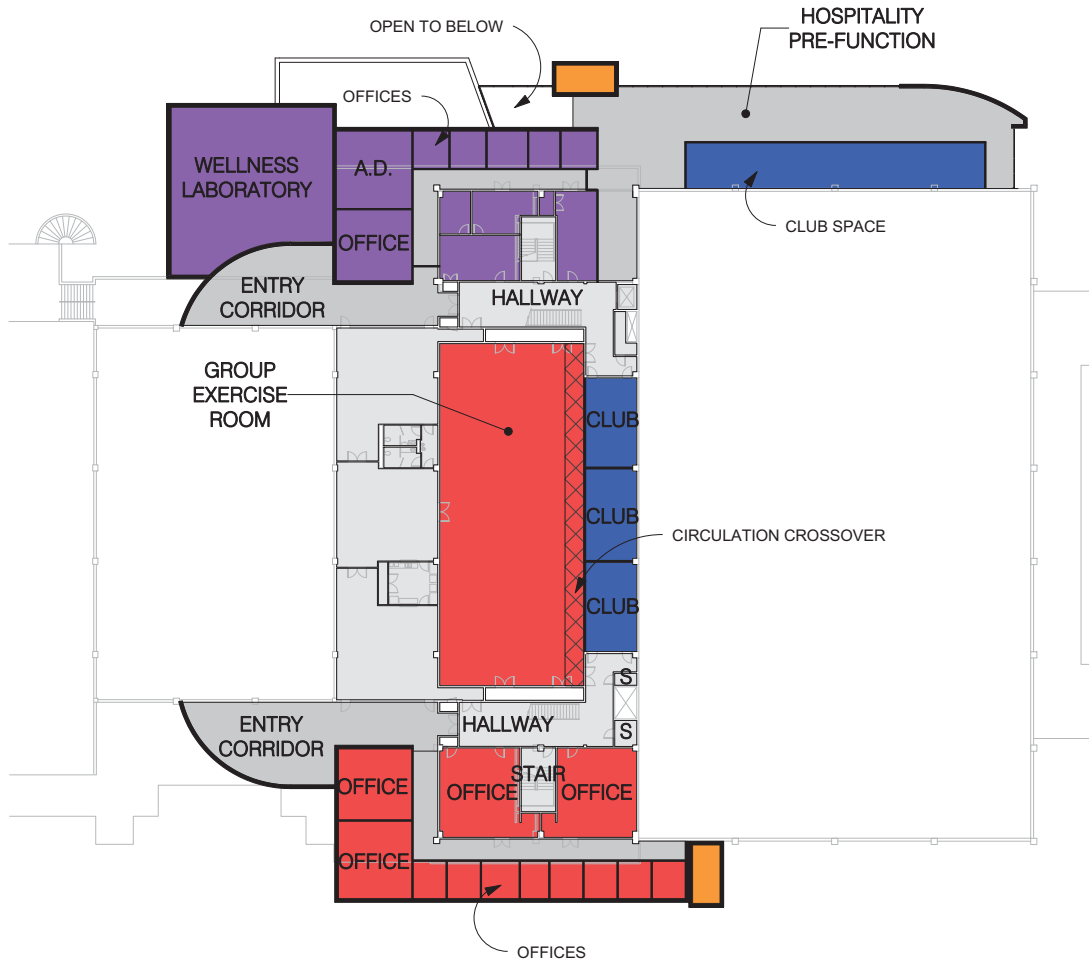 HOSPITALITY
PRE-FUNCTION
OPEN TO BELOW
OFFICES
WELLNESS
LABORATORY
A.D.
CLUB SPACE
OFFICE
ENTRY
CORRIDOR
HALLWAY
GROUP
EXERCISE
ROOM
CLUB
CLUB
CIRCULATION CROSSOVER
CLUB
S
ENTRY
CORRIDOR
HALLWAY
S
STAIR
OFFICE
OFFICE
OFFICE
OFFICE
OFFICES